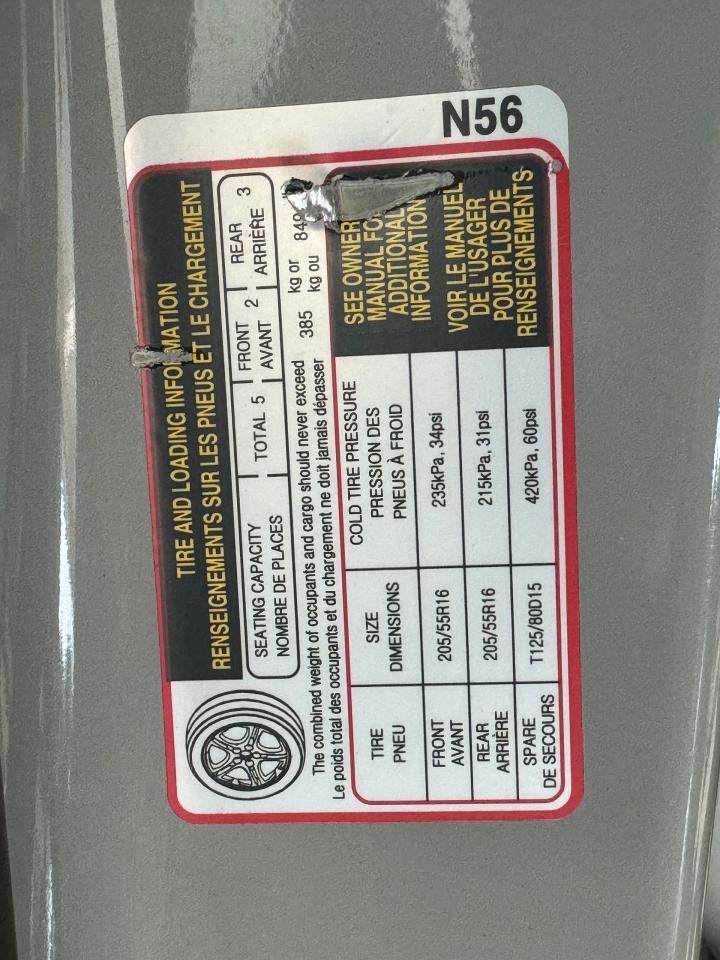 TIRE AND LOADING INFORMATION
RENSEIGNEMENTS SUR LES PNEUS ET LE CHARGEMENT
SEATING CAPACITY
NOMBRE DE PLACES
TOTAL 5
FRONT
AVANT
2
REAR
ARRIÈRE
3
The combined weight of occupants and cargo should never exceed
Le poids total des occupants et du chargement ne doit jamais dépasser
385
kg or
kg ou
TIRE
PNEU
SIZE
DIMENSIONS
COLD TIRE PRESSURE
PRESSION DES
PNEUS À FROID
FRONT
AVANT
205/55R16
235kPa, 34psi
REAR
ARRIÈRE
205/55R16
215kPa, 31psi
SPARE
DE SECOURS
T125/80D15
420kPa, 60psi
SEE OWNER
MANUAL FO
ADDITIONAL
INFORMATION
VOIR LE MANUEL
DE L'USAGER
POUR PLUS DE
RENSEIGNEMENTS
N56